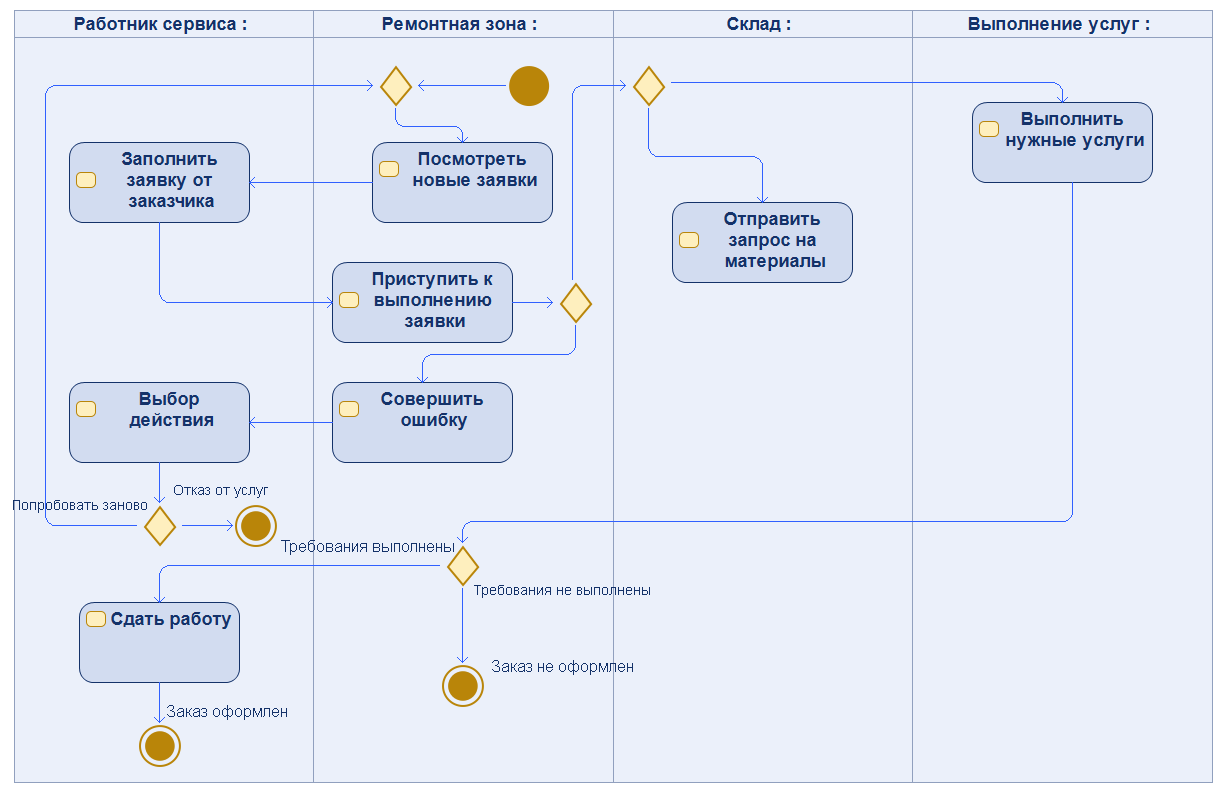 Работник сервиса :
Ремонтная зона :
Склад :
Выполнение услуг :
Выполнить
нужные услуги
Заполнить
заявку от
заказчика
Посмотреть
новые заявки
Отправить
запрос на
материалы
Приступить к
выполнению
заявки
Выбор
действия
Совершить
ошибку
Отказ от услуг
Попробовать заново
Требования выполнены
Требования не выполнены
Сдать работу
Заказ не оформлен
Заказ оформлен